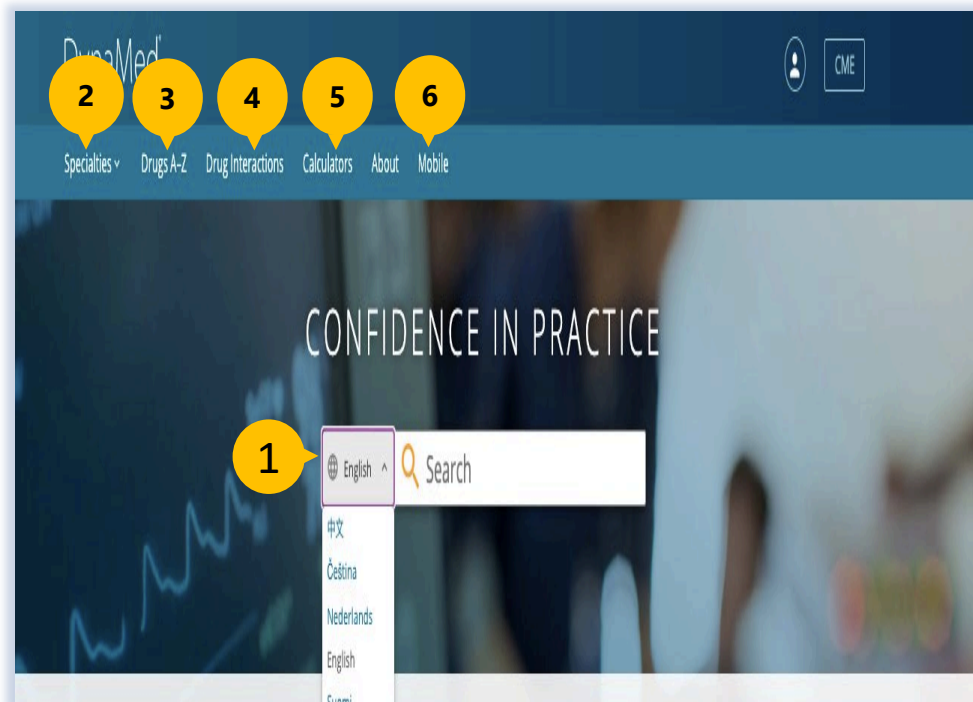 DynaMed
CME
2
3
4
5
6
Specialties
Drugs A-Z
Drug Interactions
Calculators
About
Mobile
CONFIDENCE IN PRACTICE
1
English
Search
中文
Čeština
Nederlands
English
Suomi